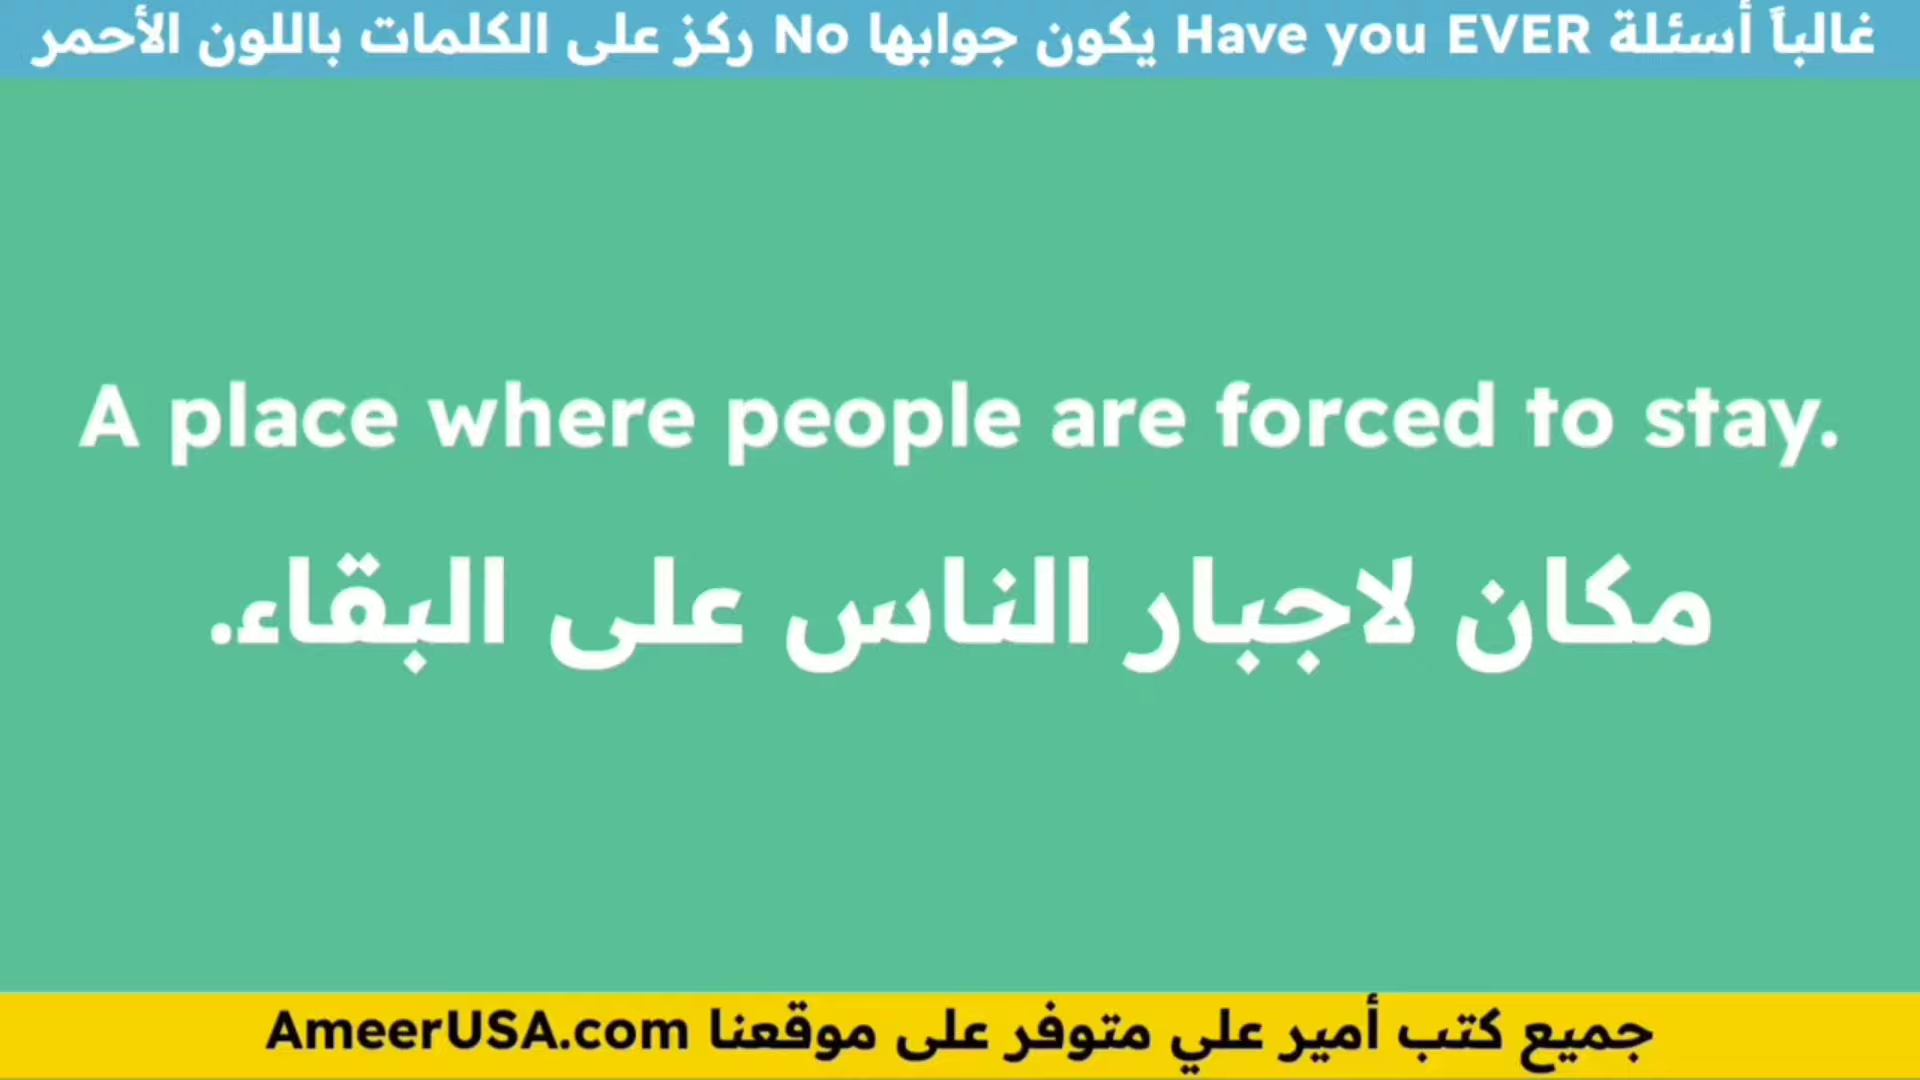 غالباً أسئلة Have you EVER يكون جوابها No ركز على الكلمات باللون الأحمر
A place where people are forced to stay.
مكان لاجبار الناس على البقاء.
جميع كتب أمير علي متوفر على موقعنا AmeerUSA.com